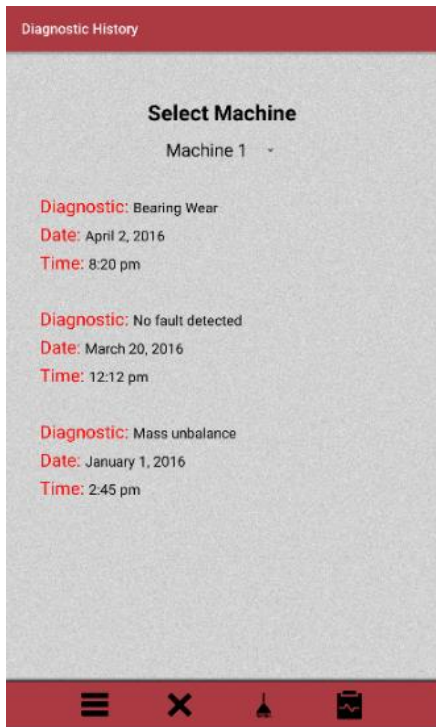 Diagnostic History
Select Machine
Machine 1
Diagnostic: Bearing Wear
Date: April 2, 2016
Time: 8:20 pm
Diagnostic: No fault detected
Date: March 20, 2016
Time: 12:12 pm
Diagnostic: Mass unbalance
Date: January 1, 2016
Time: 2:45 pm